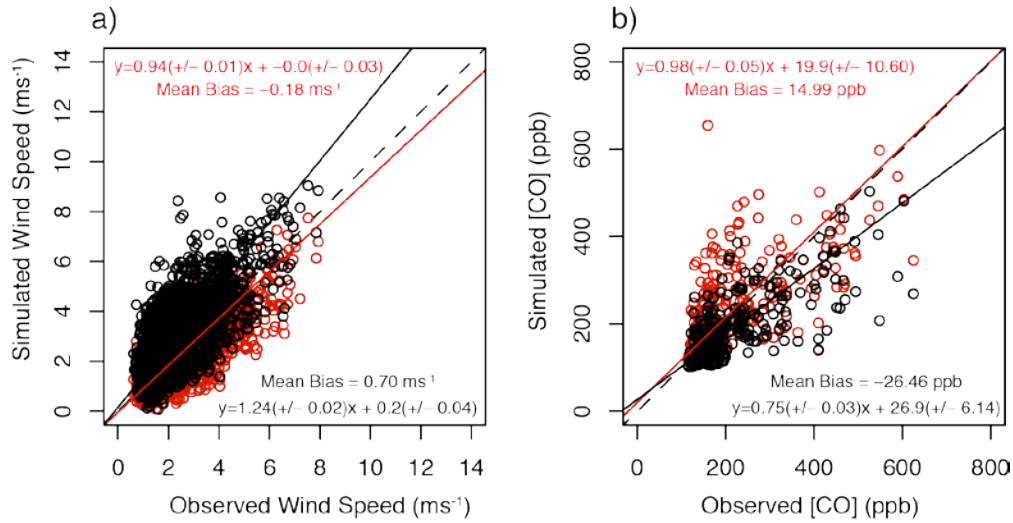 a)
y=0.94(+/− 0.01)x + −0.0(+/− 0.03)
Mean Bias = −0.18 ms⁻¹
Simulated Wind Speed (ms⁻¹)
14
12
10
8
6
4
2
0
Mean Bias = 0.70 ms⁻¹
y=1.24(+/− 0.02)x + 0.2(+/− 0.04)
0 2 4 6 8 10 12 14
Observed Wind Speed (ms⁻¹)
b)
y=0.98(+/− 0.05)x + 19.9(+/− 10.60)
Mean Bias = 14.99 ppb
Simulated [CO] (ppb)
800
600
400
200
0
Mean Bias = −26.46 ppb
y=0.75(+/− 0.03)x + 26.9(+/− 6.14)
0 200 400 600 800
Observed [CO] (ppb)